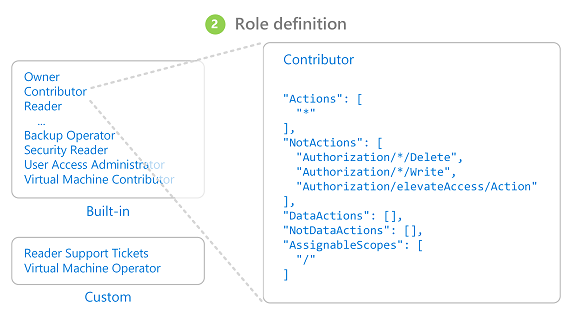 2 Role definition
Owner
Contributor
Reader
...
Backup Operator
Security Reader
User Access Administrator
Virtual Machine Contributor
Built-in
Reader Support Tickets
Virtual Machine Operator
Custom
Contributor
"Actions": [
"*"
],
"NotActions": [
"Authorization/*/Delete",
"Authorization/*/Write",
"Authorization/elevateAccess/Action"
],
"DataActions": [],
"NotDataActions": [],
"AssignableScopes": [
"/"
]